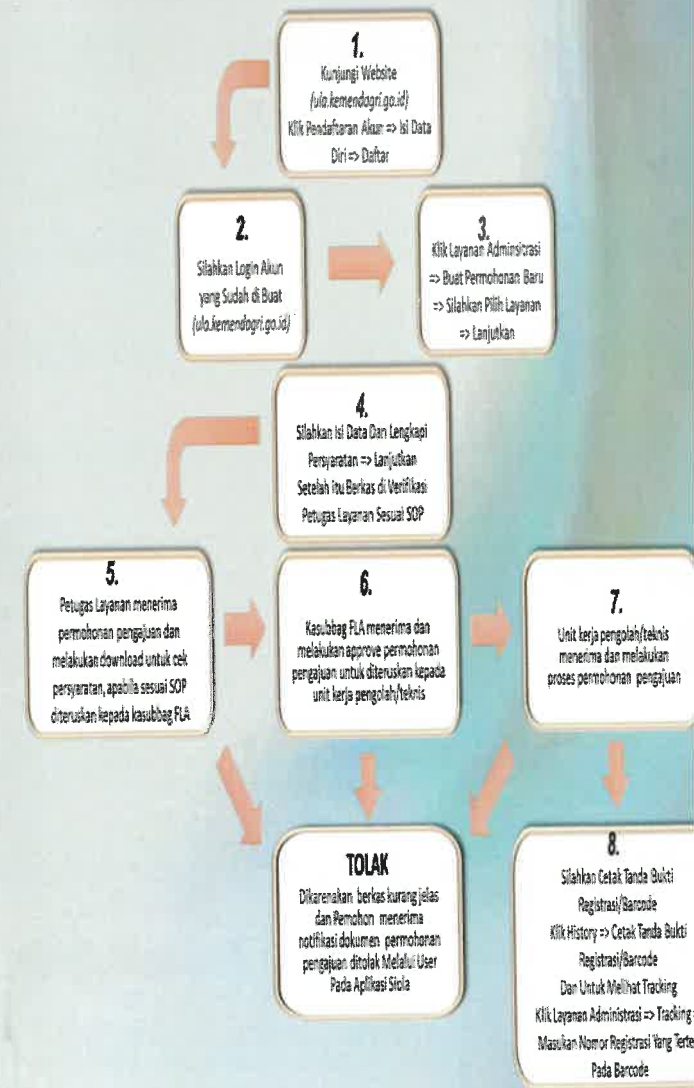 1.
Kunjungi Website
(ula.kemendagri.go.id)
Klik Pendaftaran Akun => Isi Data
Diri => Daftar
2.
Silahkan Login Akun
yang Sudah di Buat
(ula.kemendagri.go.id)
3.
Klik Layanan Adminsitrasi
=> Buat Permohonan Baru
=> Silahkan Pilih Layanan
=> Lanjutkan
4.
Silahkan Isi Data Dan Lengkapi
Persyaratan => Lanjutkan
Setelah itu Berkas di Verifikasi
Petugas Layanan Sesuai SOP
5.
Petugas Layanan menerima
permohonan pengajuan dan
melakukan download untuk cek
persyaratan, apabila sesuai SOP
diteruskan kepada kasubbag FLA
6.
Kasubbag FLA menerima dan
melakukan approve permohonan
pengajuan untuk diteruskan kepada
unit kerja pengolah/teknis
7.
Unit kerja pengolah/teknis
menerima dan melakukan
proses permohonan pengajuan
TOLAK
Dikarenakan berkas kurang jelas
dan Pemohon menerima
notifikasi dokumen permohonan
pengajuan ditolak Melalui User
Pada Aplikasi Siola
8.
Silahkan Cetak Tanda Bukti
Registrasi/Barcode
Klik History => Cetak Tanda Bukti
Registrasi/Barcode
Dan Untuk Melihat Tracking
Klik Layanan Administrasi => Tracking =
Masukan Nomor Registrasi Yang Terte
Pada Barcode